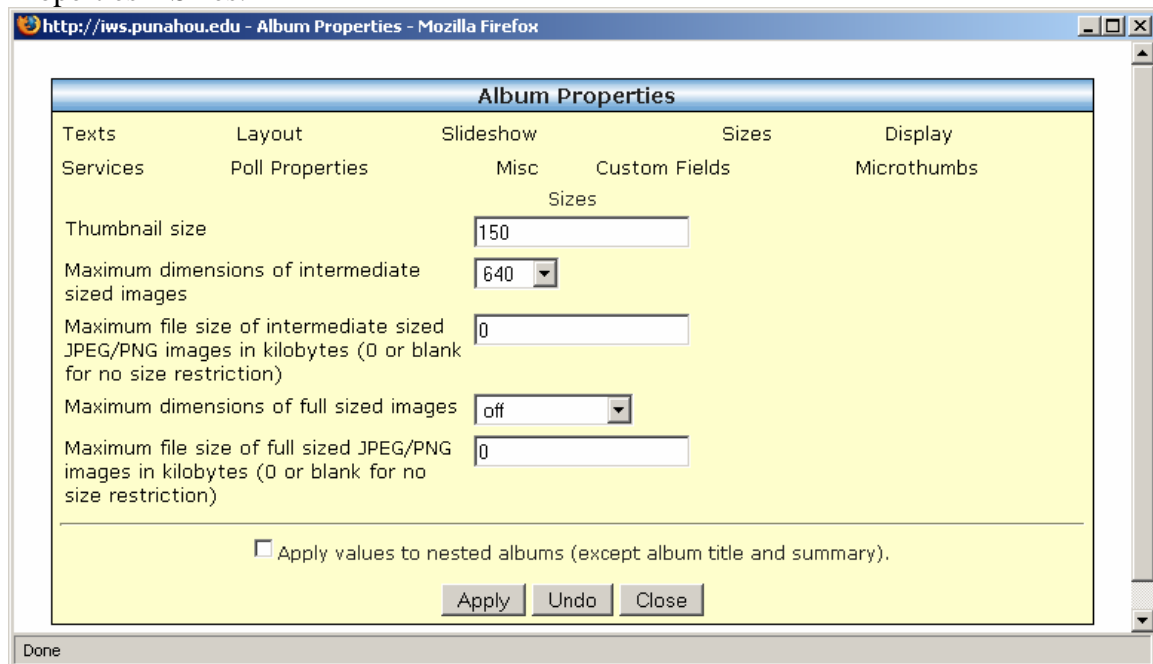 http://iws.punahou.edu - Album Properties - Mozilla Firefox
Album Properties
Texts Layout Slideshow Sizes Display
Services Poll Properties Misc Custom Fields Microthumbs
Sizes
Thumbnail size 150
Maximum dimensions of intermediate
sized images
640
Maximum file size of intermediate sized
JPEG/PNG images in kilobytes (0 or blank
for no size restriction)
0
Maximum dimensions of full sized images off
Maximum file size of full sized JPEG/PNG
images in kilobytes (0 or blank for no
size restriction)
0
Apply values to nested albums (except album title and summary).
Apply Undo Close
Done